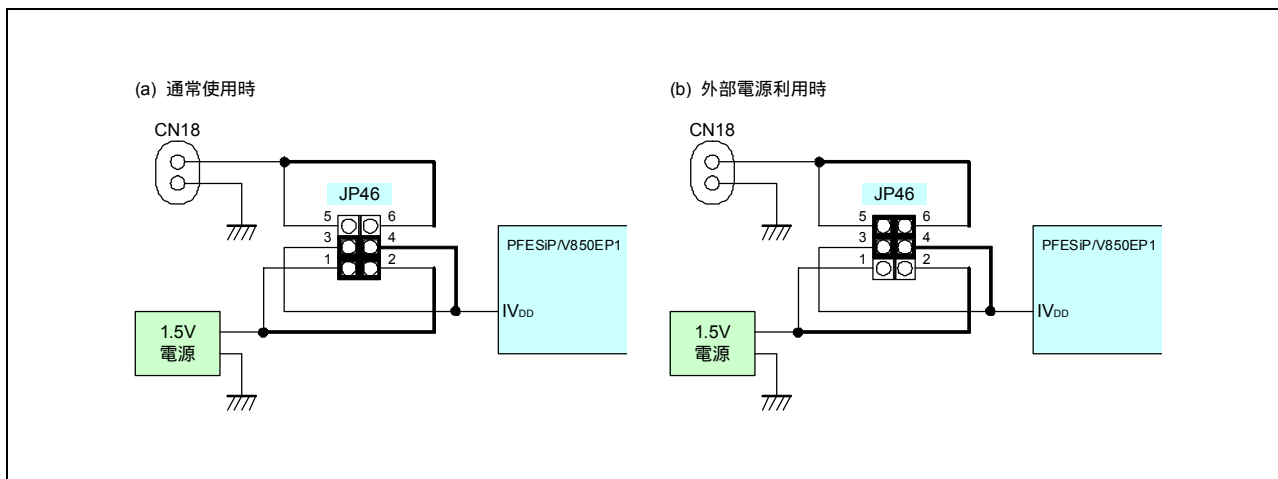 (a) 通常使用時
CN18
JP46
5 6
3 4
1 2
PFESiP/V850EP1
IVDD
1.5V
電源
(b) 外部電源利用時
CN18
JP46
5 6
3 4
1 2
PFESiP/V850EP1
IVDD
1.5V
電源